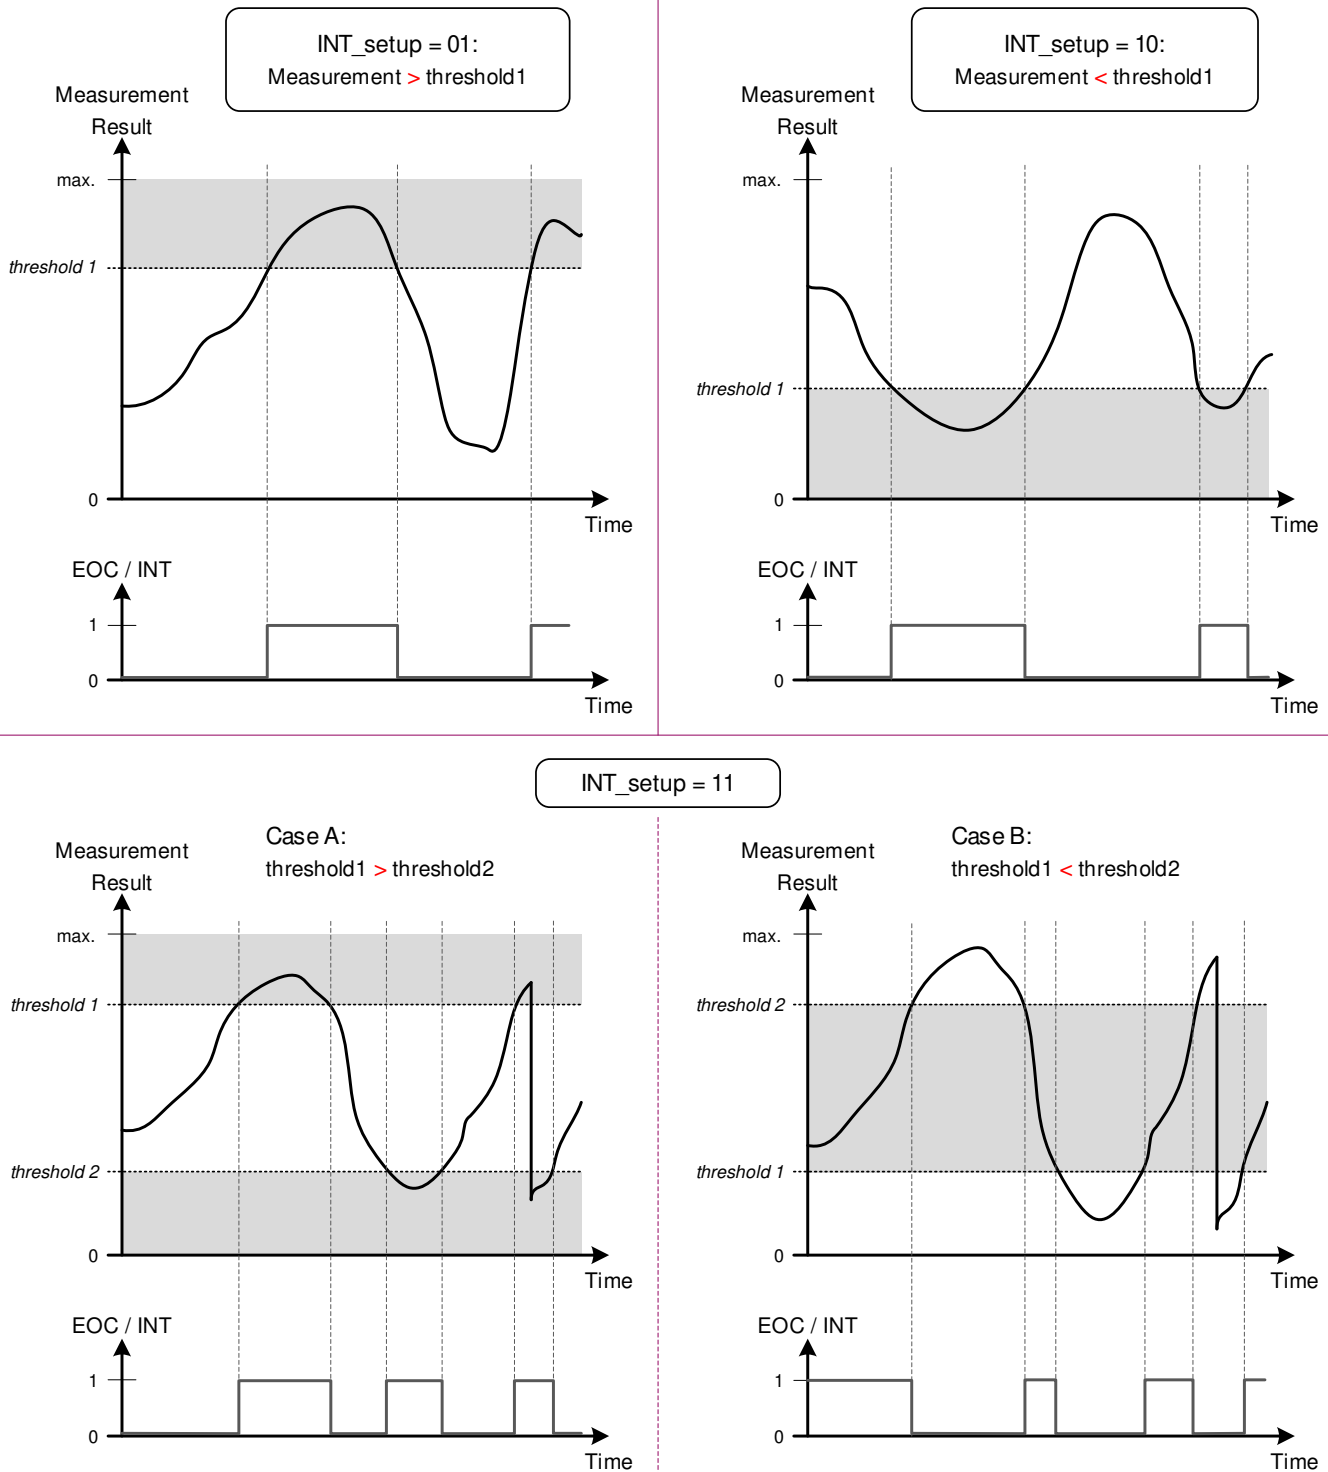 INT_setup = 01:
Measurement > threshold1
Measurement
Result
max.
threshold 1
0
Time
EOC / INT
1
0
Time
INT_setup = 10:
Measurement < threshold1
Measurement
Result
max.
threshold 1
0
Time
EOC / INT
1
0
Time
INT_setup = 11
Case A:
threshold1 > threshold2
Measurement
Result
max.
threshold 1
threshold 2
0
Time
EOC / INT
1
0
Time
Case B:
threshold1 < threshold2
Measurement
Result
max.
threshold 2
threshold 1
0
Time
EOC / INT
1
0
Time